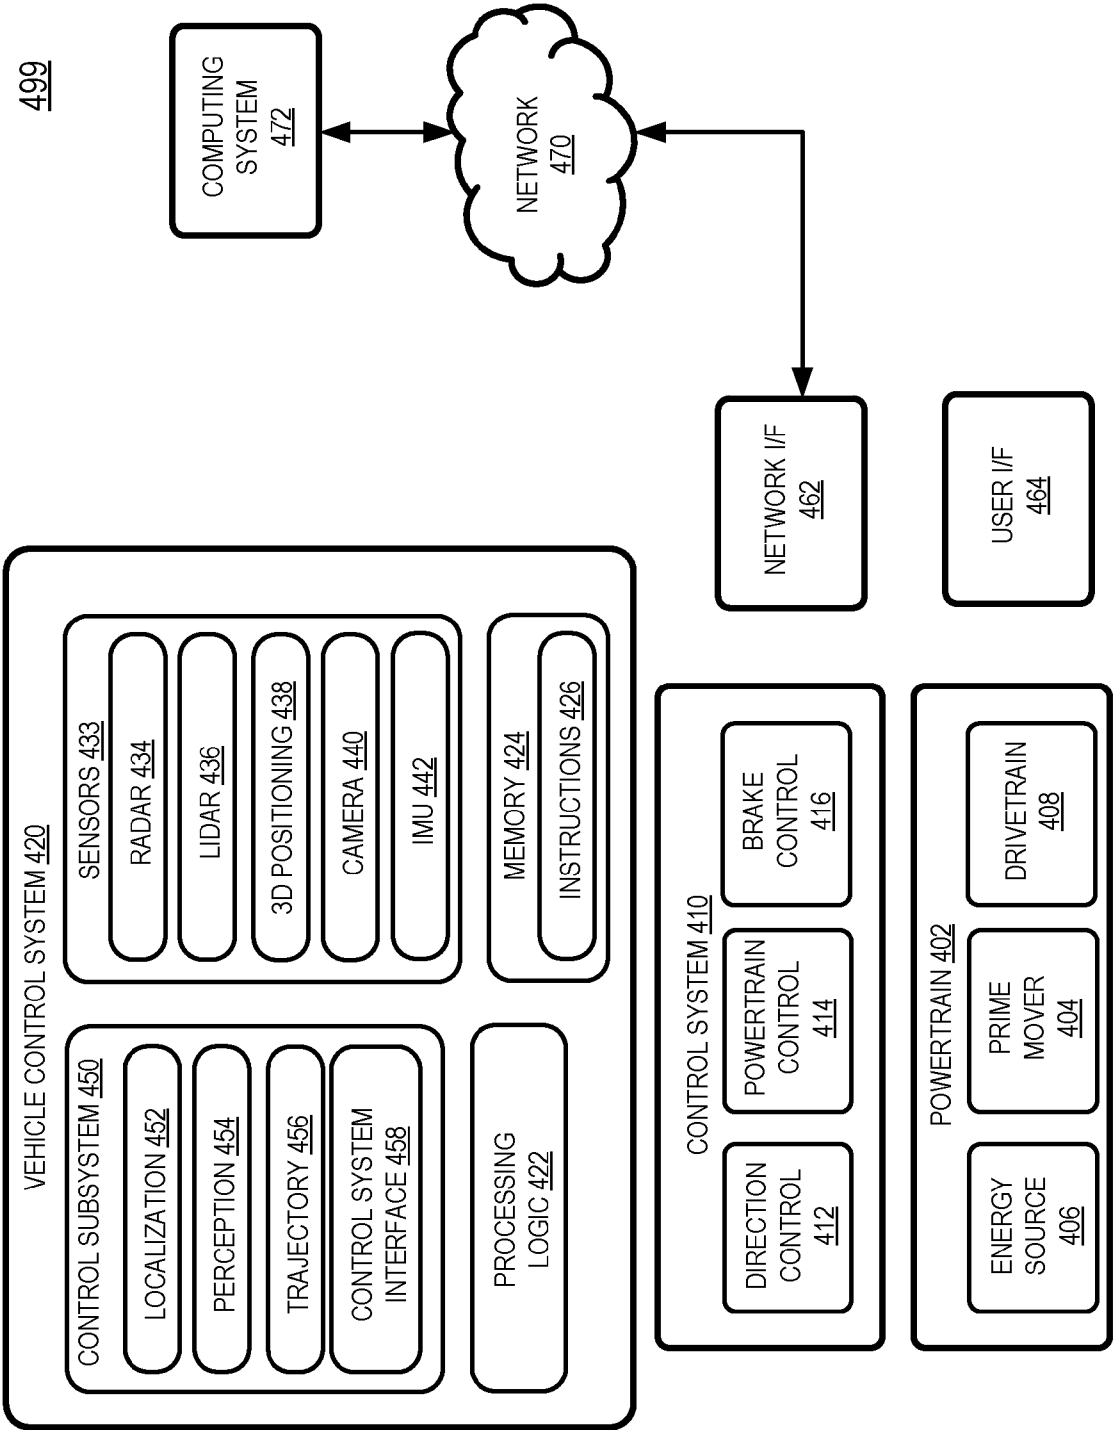 499
VEHICLE CONTROL SYSTEM 420
CONTROL SUBSYSTEM 450
LOCALIZATION 452
PERCEPTION 454
TRAJECTORY 456
CONTROL SYSTEM
INTERFACE 458
PROCESSING
LOGIC 422
SENSORS 433
RADAR 434
LIDAR 436
3D POSITIONING 438
CAMERA 440
IMU 442
MEMORY 424
INSTRUCTIONS 426
COMPUTING
SYSTEM
472
NETWORK
470
CONTROL SYSTEM 410
DIRECTION
CONTROL
412
POWERTRAIN
CONTROL
414
BRAKE
CONTROL
416
NETWORK I/F
462
POWERTRAIN 402
ENERGY
SOURCE
406
PRIME
MOVER
404
DRIVETRAIN
408
USER I/F
464